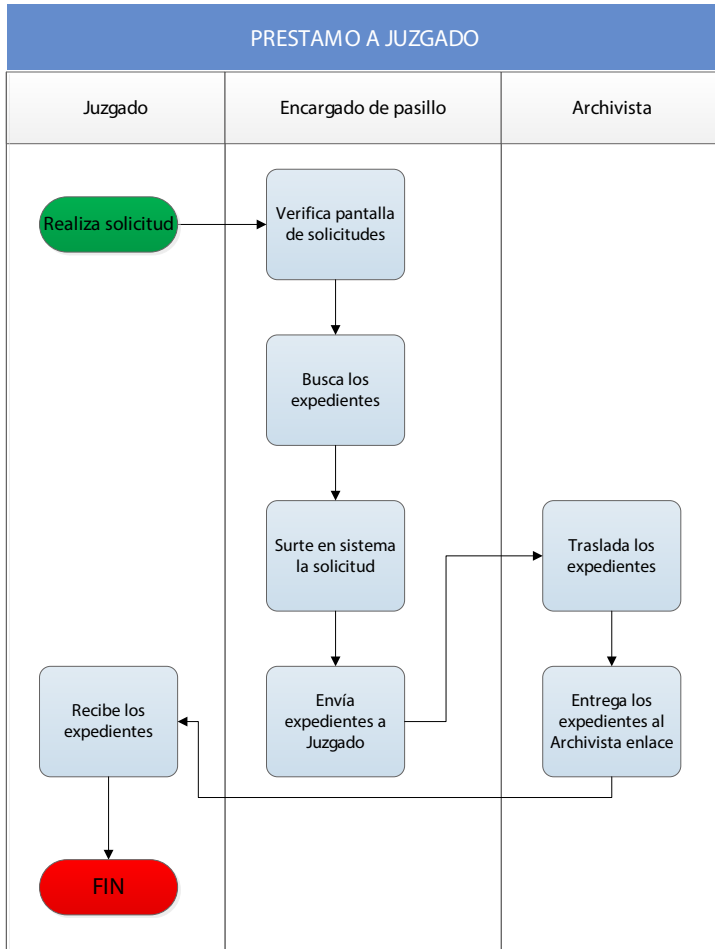 PRESTAMO A JUZGADO
Juzgado
Encargado de pasillo
Archivista
Realiza solicitud
Verifica pantalla
de solicitudes
Busca los
expedientes
Surte en sistema
la solicitud
Envía
expedientes a
Juzgado
Traslada los
expedientes
Entrega los
expedientes al
Archivista enlace
Recibe los
expedientes
FIN